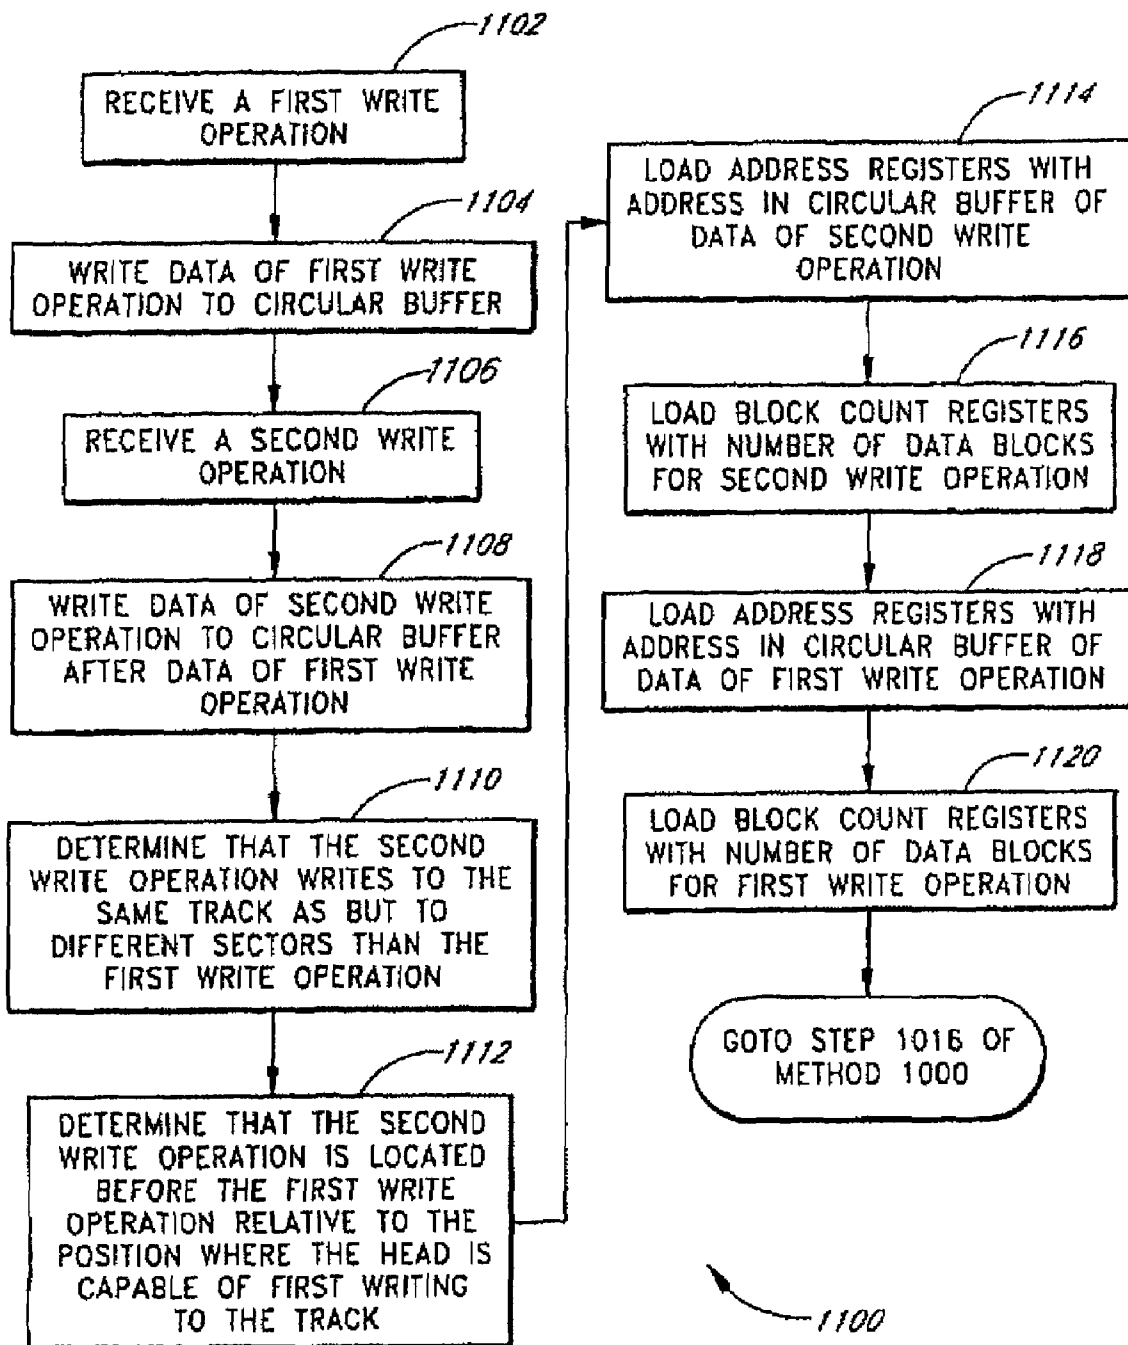 1102
RECEIVE A FIRST WRITE
OPERATION
1104
WRITE DATA OF FIRST WRITE
OPERATION TO CIRCULAR BUFFER
1106
RECEIVE A SECOND WRITE
OPERATION
1108
WRITE DATA OF SECOND WRITE
OPERATION TO CIRCULAR BUFFER
AFTER DATA OF FIRST WRITE
OPERATION
1110
DETERMINE THAT THE SECOND
WRITE OPERATION WRITES TO THE
SAME TRACK AS BUT TO
DIFFERENT SECTORS THAN THE
FIRST WRITE OPERATION
1112
DETERMINE THAT THE SECOND
WRITE OPERATION IS LOCATED
BEFORE THE FIRST WRITE
OPERATION RELATIVE TO THE
POSITION WHERE THE HEAD IS
CAPABLE OF FIRST WRITING
TO THE TRACK
1114
LOAD ADDRESS REGISTERS WITH
ADDRESS IN CIRCULAR BUFFER OF
DATA OF SECOND WRITE
OPERATION
1116
LOAD BLOCK COUNT REGISTERS
WITH NUMBER OF DATA BLOCKS
FOR SECOND WRITE OPERATION
1118
LOAD ADDRESS REGISTERS WITH
ADDRESS IN CIRCULAR BUFFER OF
DATA OF FIRST WRITE OPERATION
1120
LOAD BLOCK COUNT REGISTERS
WITH NUMBER OF DATA BLOCKS
FOR FIRST WRITE OPERATION
GOTO STEP 1016 OF
METHOD 1000
1100